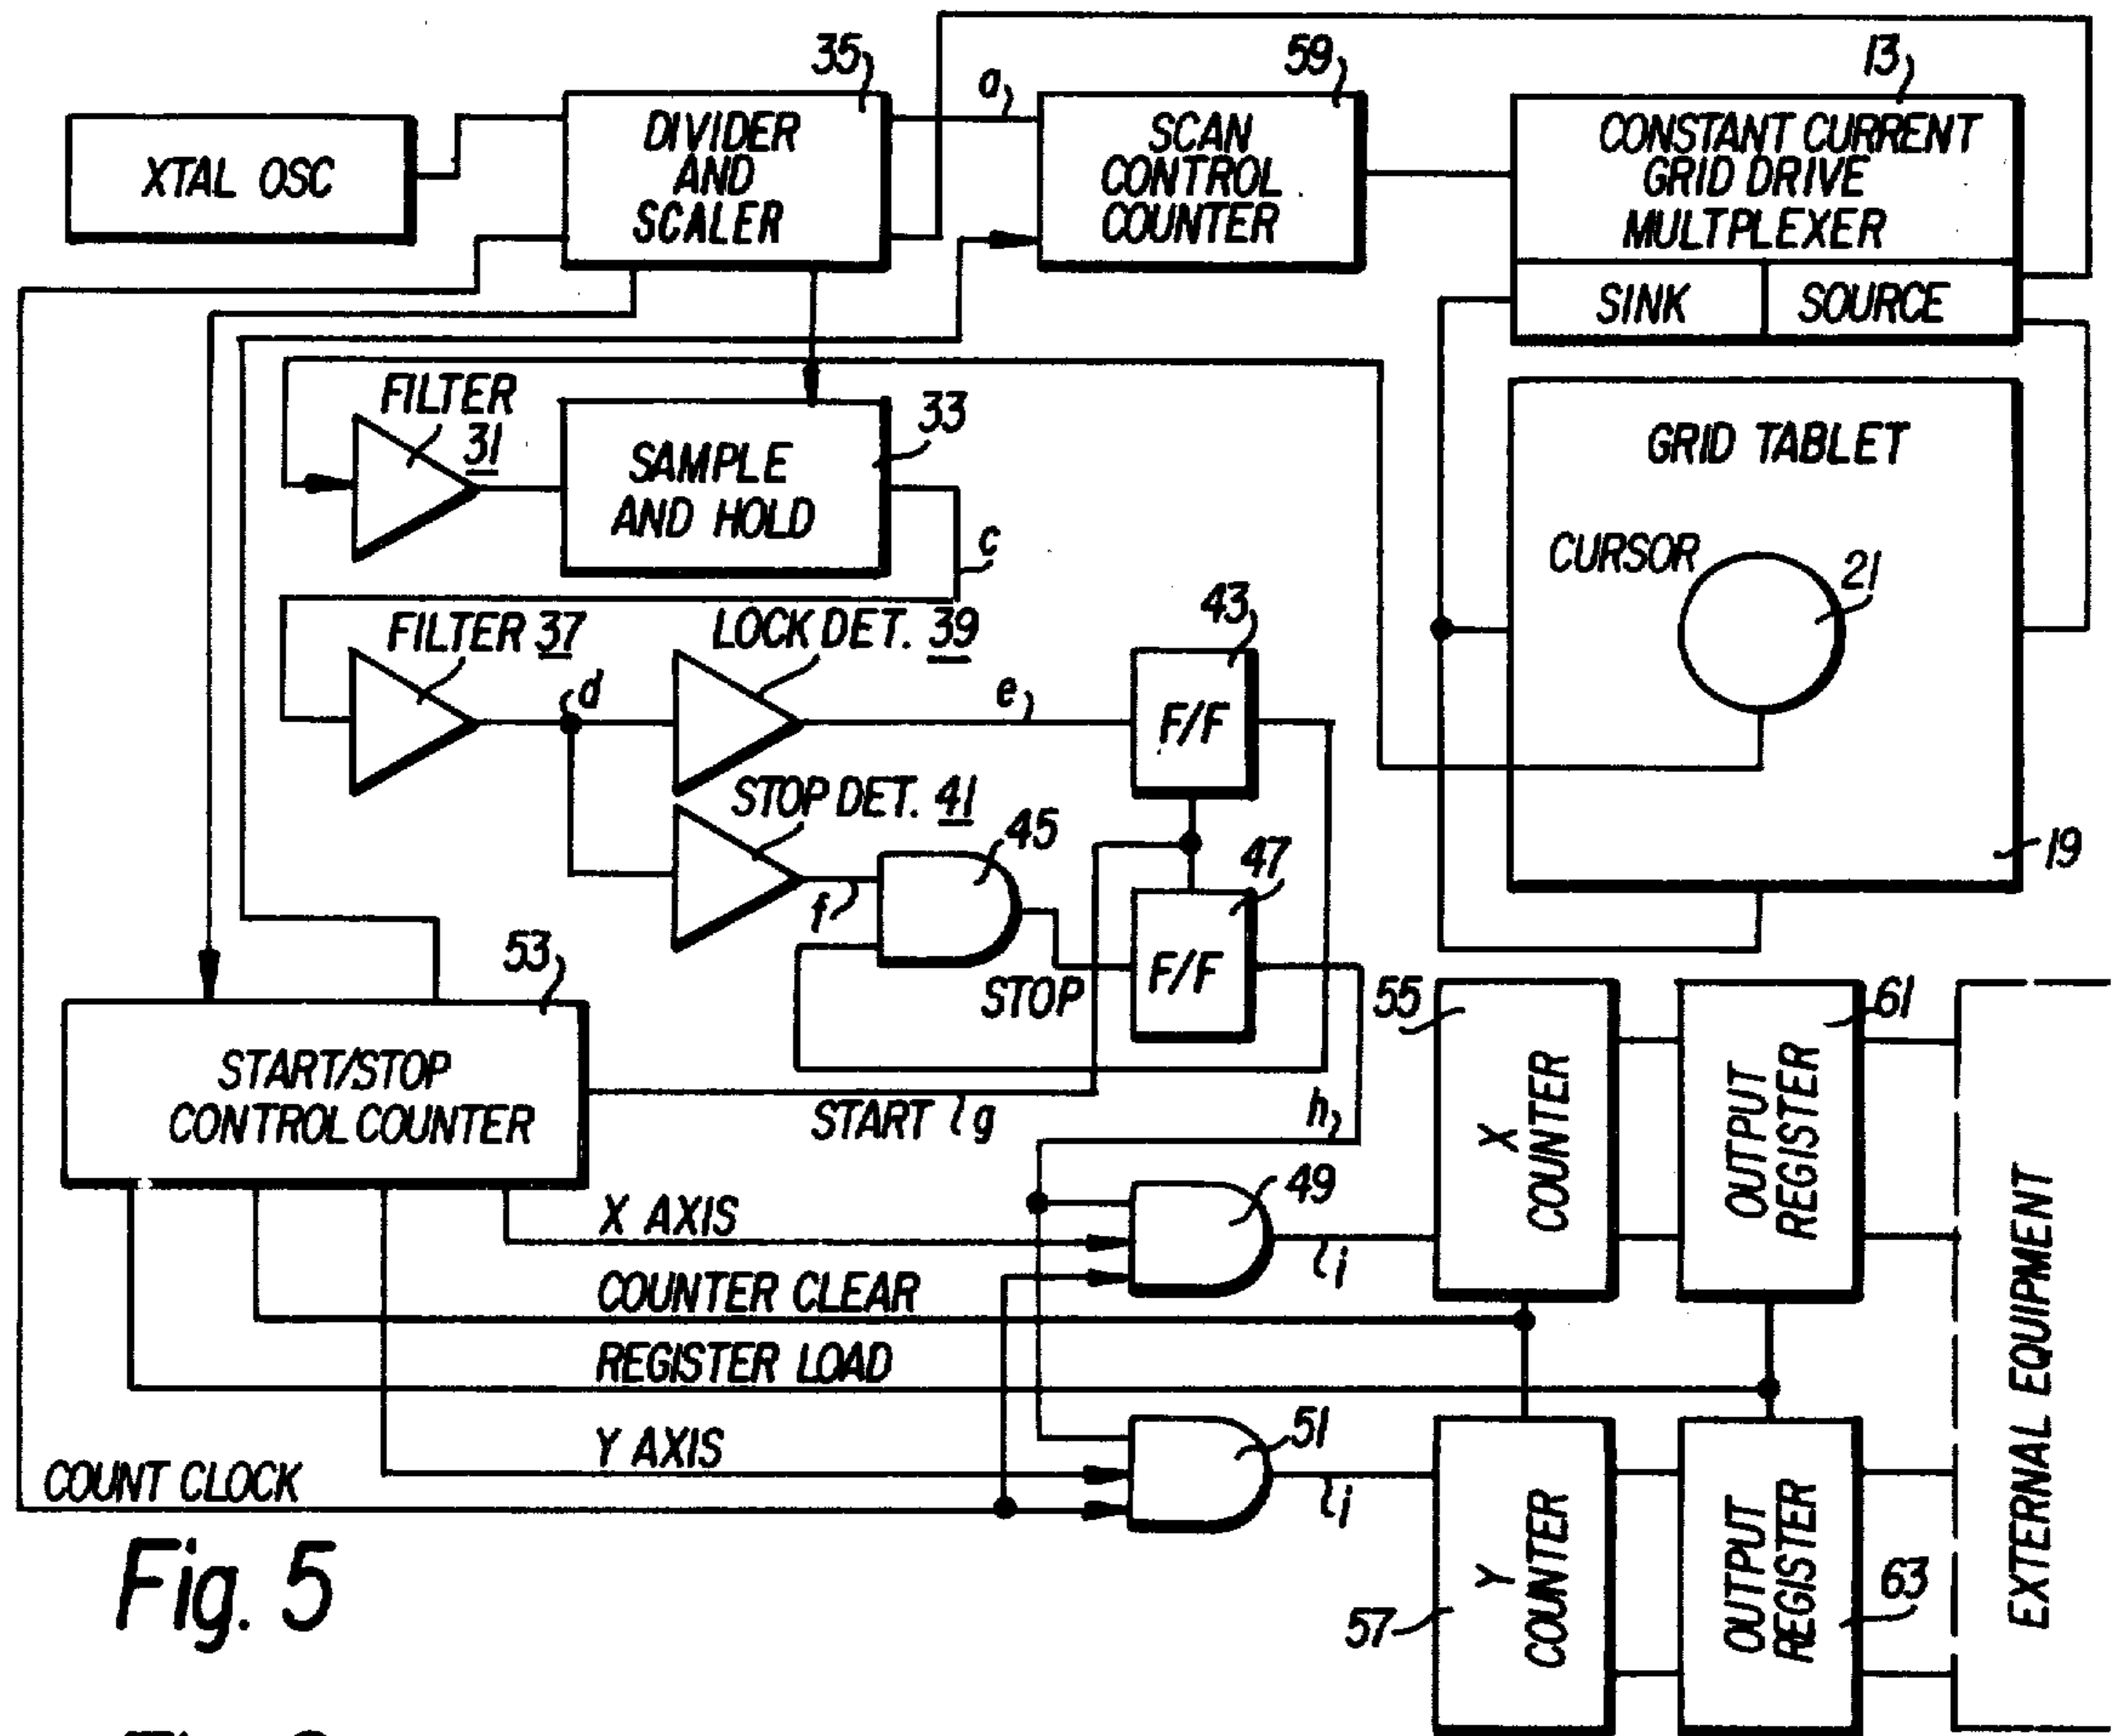 35
a
59
13
XTAL OSC
DIVIDER
AND
SCALER
SCAN
CONTROL
COUNTER
CONSTANT CURRENT
GRID DRIVE
MULTPLEXER
SINK
SOURCE
FILTER
31
SAMPLE
AND HOLD
33
c
GRID TABLET
CURSOR
21
19
FILTER 37
d
LOCK DET. 39
e
43
F/F
STOP DET. 41
f
45
STOP
47
F/F
53
START/STOP
CONTROL COUNTER
START g
h
55
X
COUNTER
61
OUTPUT
REGISTER
X AXIS
49
i
COUNTER CLEAR
REGISTER LOAD
Y AXIS
51
i
COUNT CLOCK
57
Y
COUNTER
OUTPUT
REGISTER
63
EXTERNAL EQUIPMENT
Fig. 5